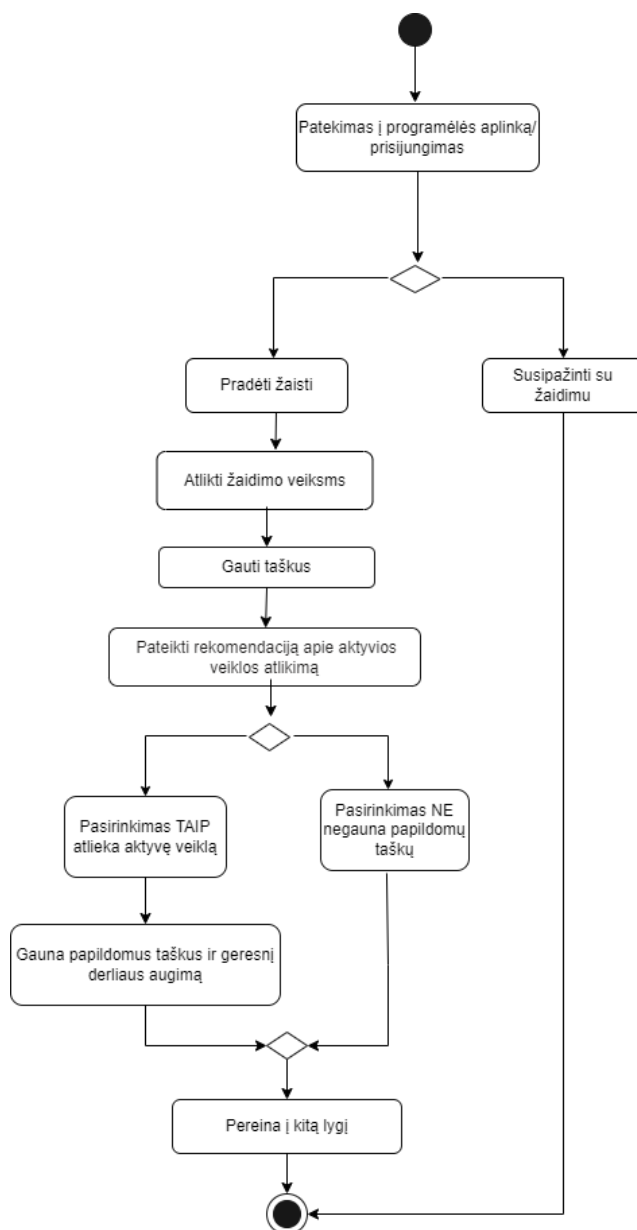 Patekimas į programėlės aplinką/
prisijungimas
Pradėti žaisti
Susipažinti su
žaidimu
Atlikti žaidimo veiksms
Gauti taškus
Pateikti rekomendaciją apie aktyvios
veiklos atlikimą
Pasirinkimas TAIP
atlieka aktyvę veiklą
Pasirinkimas NE
negauna papildomų
taškų
Gauna papildomus taškus ir geresnį
derliaus augimą
Pereina į kitą lygį